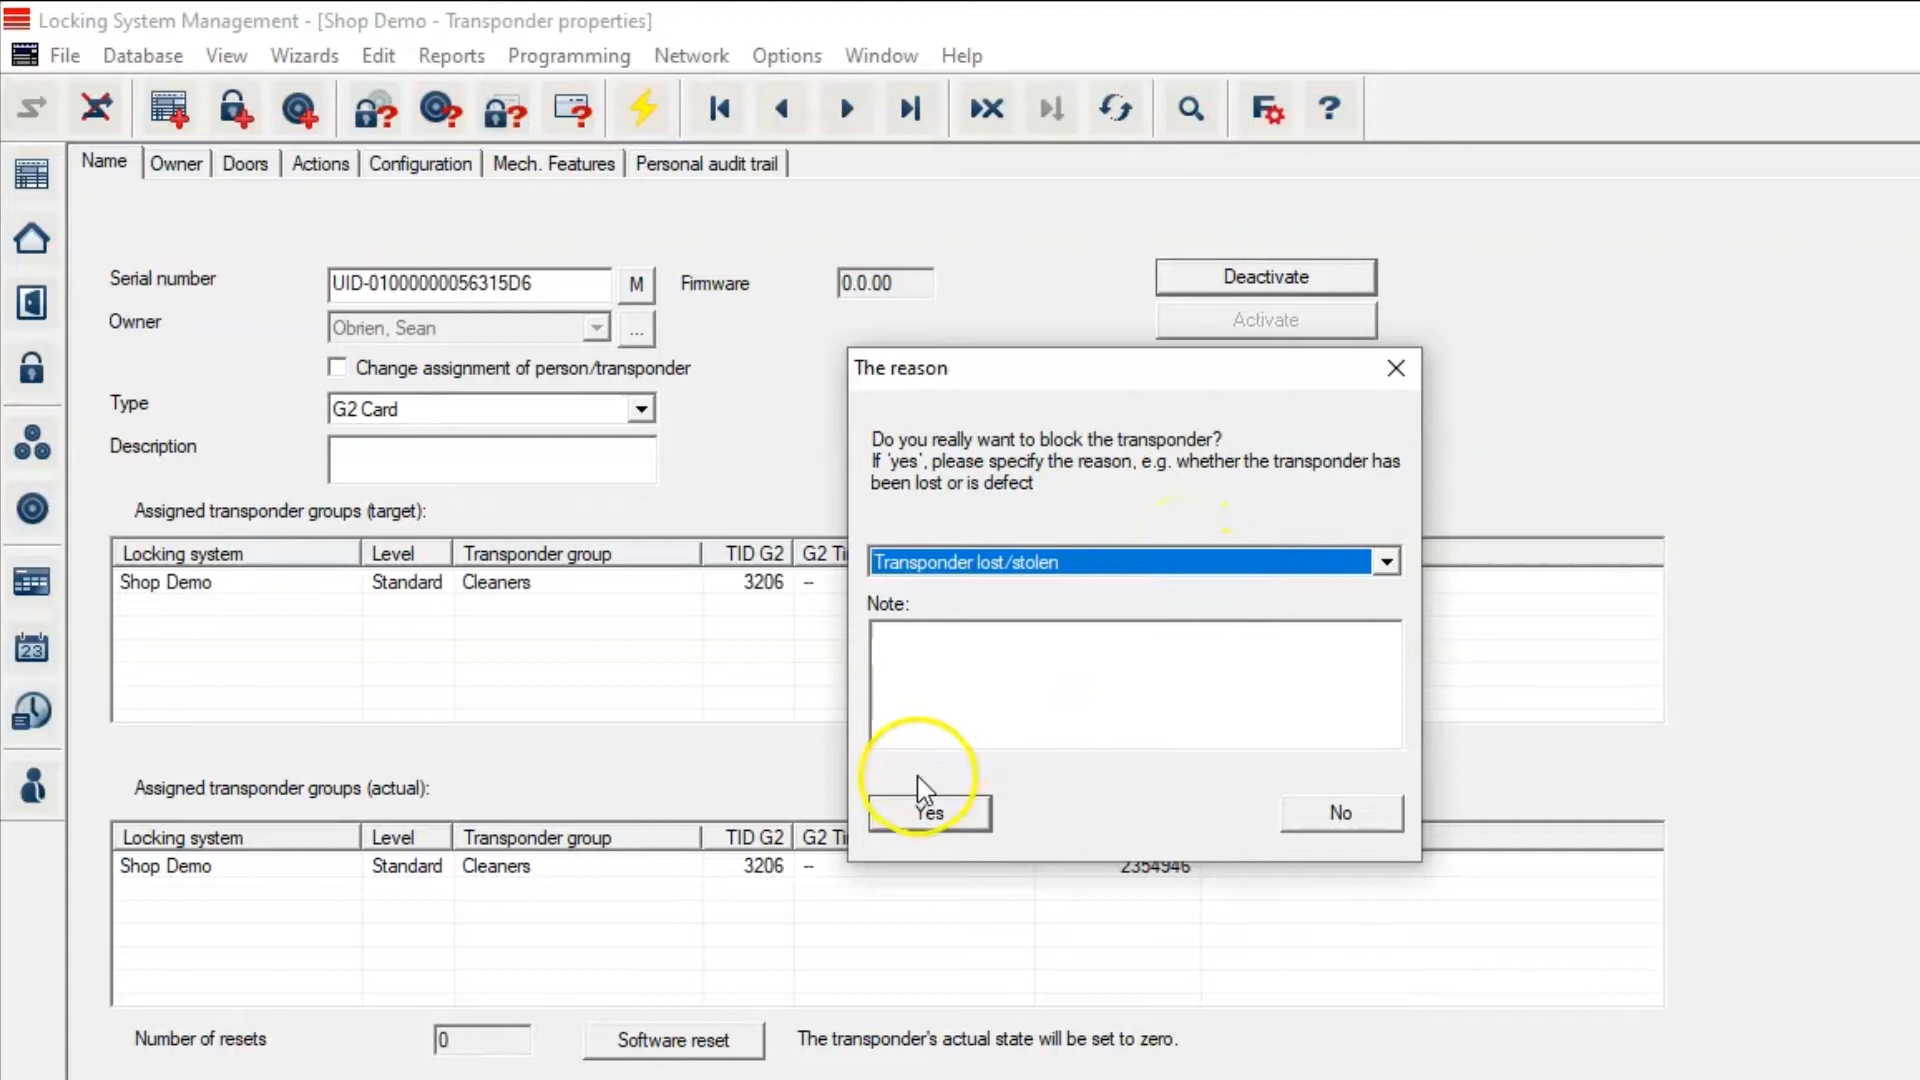 Locking System Management - [Shop Demo - Transponder properties]
File Database View Wizards Edit Reports Programming Network Options Window Help
Name Owner Doors Actions Configuration Mech. Features Personal audit trail
Serial number UID-01000000056315D6 M Firmware 0.0.00 Deactivate
Owner Obrien, Sean ... Activate
Change assignment of person/transponder
Type G2 Card
Description
The reason
Do you really want to block the transponder?
If 'yes', please specify the reason, e.g. whether the transponder has
been lost or is defect
Transponder lost/stolen
Note:
Yes No
Assigned transponder groups (target):
Locking system Level Transponder group TID G2 G2
Shop Demo Standard Cleaners 3206 --
Assigned transponder groups (actual):
Locking system Level Transponder group TID G2 G2
Shop Demo Standard Cleaners 3206 -- 2354946
Number of resets 0 Software reset The transponder's actual state will be set to zero.
23